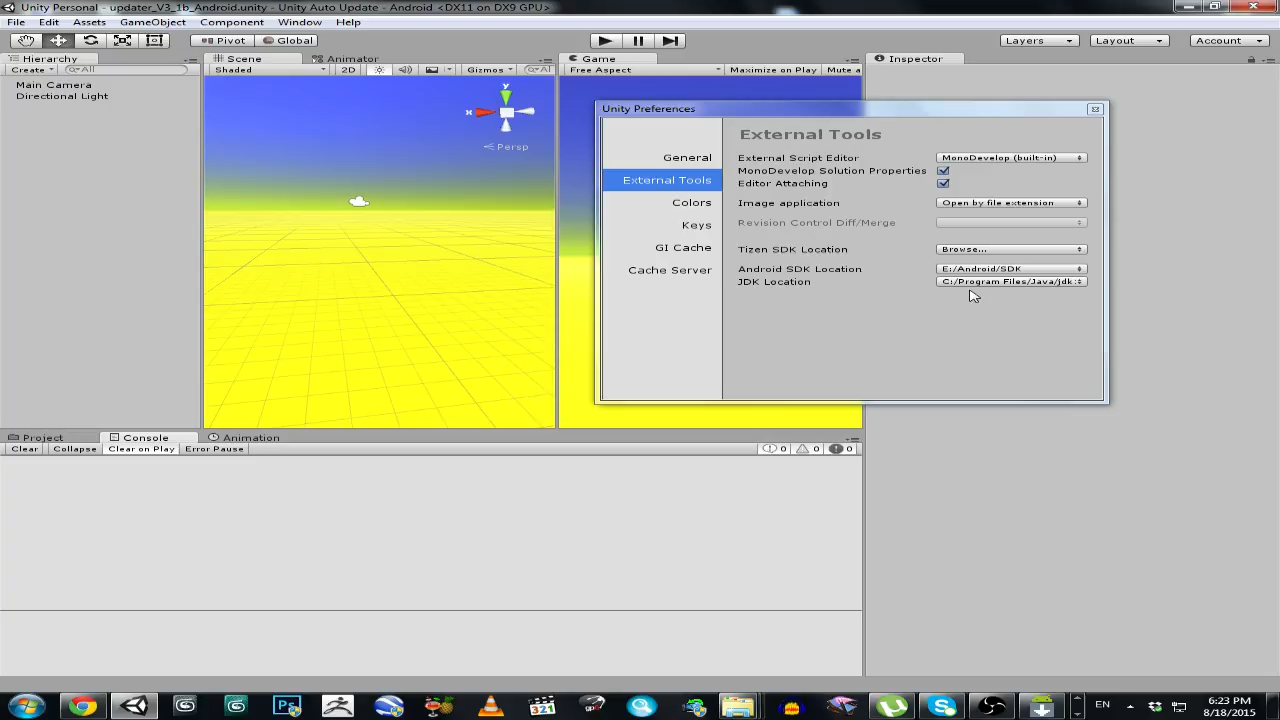 Unity Personal - updater_V3_1b_Android.unity - Unity Auto Update - Android <DX11 on DX9 GPU>
File Edit Assets GameObject Component Window Help
Pivot Global Layers Layout Account
Hierarchy Scene Animator Game Inspector
Create All Shaded 2D Gizmos All Free Aspect Maximize on Play Mute a
Main Camera
Directional Light
y
x
Persp
Unity Preferences
External Tools
General
External Tools
Colors
Keys
GI Cache
Cache Server
External Script Editor MonoDevelop (built-in)
MonoDevelop Solution Properties
Editor Attaching
Image application Open by file extension
Revision Control Diff/Merge
Tizen SDK Location Browse...
Android SDK Location E:/Android/SDK
JDK Location C:/Program Files/Java/jdk
Project Console Animation
Clear Collapse Clear on Play Error Pause 0 0 0
Ps 321 EN 6:23 PM
8/18/2015